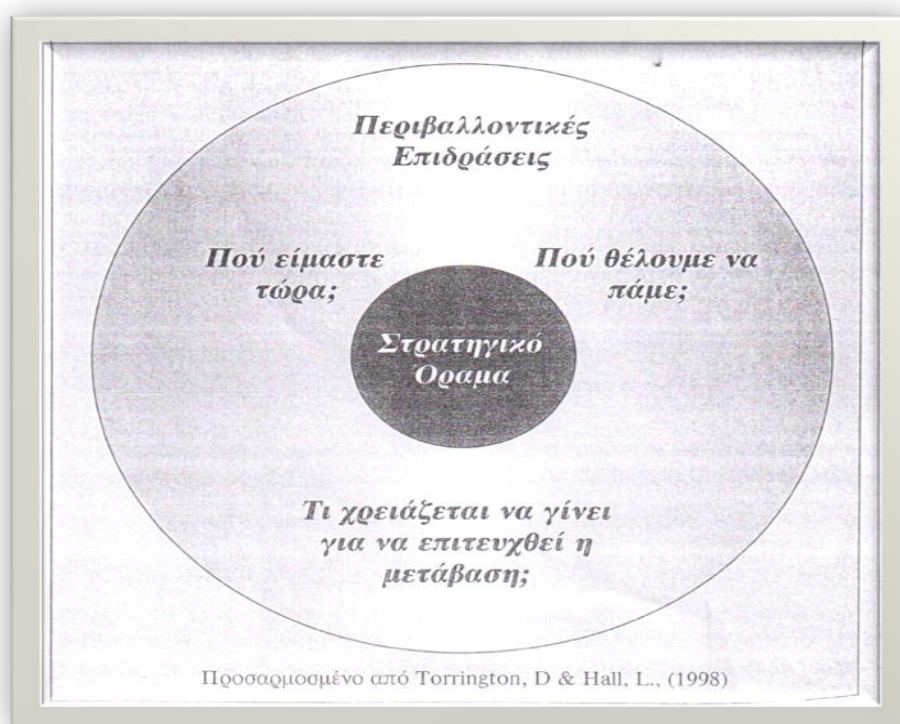 Περιβαλλοντικές
Επιδράσεις
Πού είμαστε
τώρα;
Πού θέλουμε να
πάμε;
Στρατηγικό
Όραμα
Τι χρειάζεται να γίνει
για να επιτευχθεί η
μετάβαση;
Προσαρμοσμένο από Torrington, D & Hall, L., (1998)